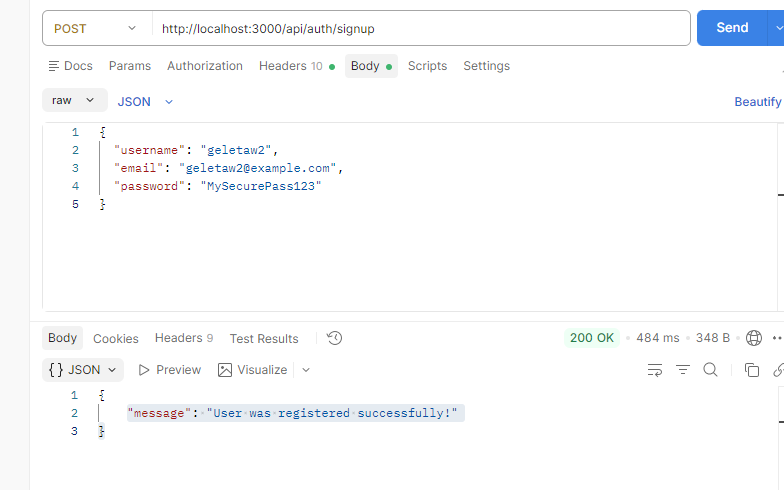 POST http://localhost:3000/api/auth/signup Send
Docs Params Authorization Headers 10 Body Scripts Settings
raw JSON Beautify
1 {
2 "username": "geletaw2",
3 "email": "geletaw2@example.com",
4 "password": "MySecurePass123"
5 }
Body Cookies Headers 9 Test Results 200 OK • 484 ms • 348 B •
{} JSON Preview Visualize
1 {
2 "message": "User was registered successfully!"
3 }